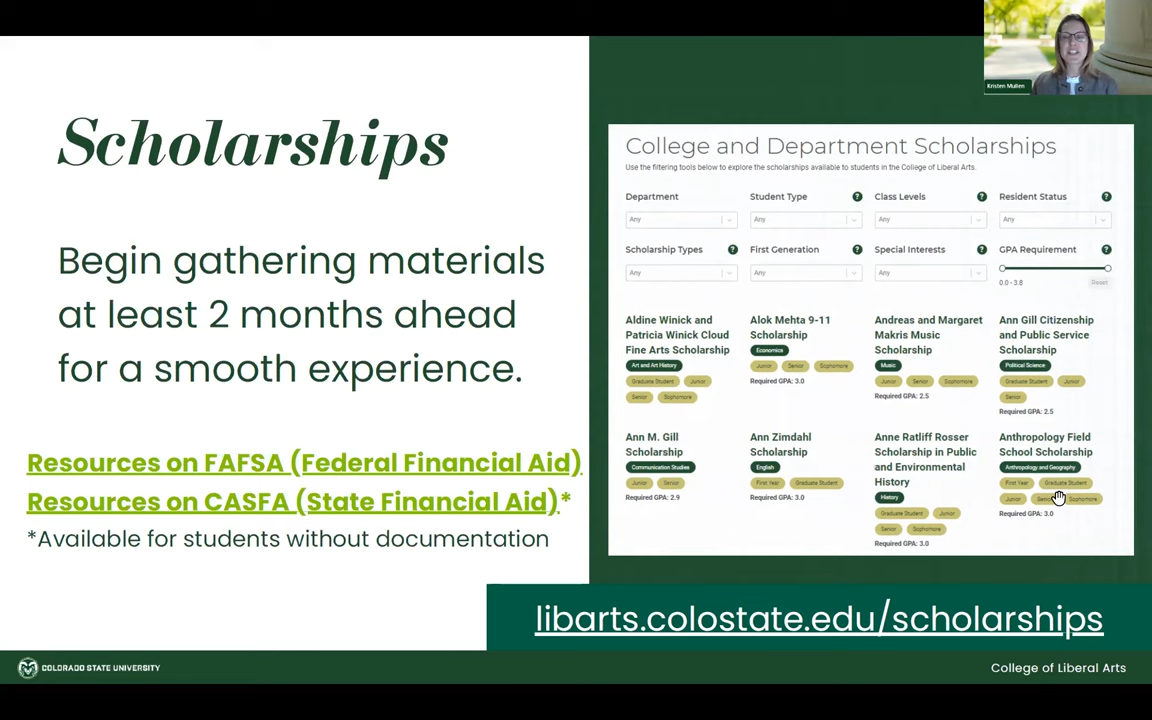 Kristen Mullen
Scholarships
Begin gathering materials
at least 2 months ahead
for a smooth experience.
Resources on FAFSA (Federal Financial Aid)
Resources on CASFA (State Financial Aid)*
*Available for students without documentation
College and Department Scholarships
Use the filtering tools below to explore the scholarships available to students in the College of Liberal Arts.
Department Student Type ? Class Levels ? Resident Status ?
Any Any Any Any
Scholarship Types ? First Generation ? Special Interests ? GPA Requirement ?
Any Any Any
0.0 - 3.8 Reset
Aldine Winick and
Patricia Winick Cloud
Fine Arts Scholarship
Art and Art History
Graduate Student Junior
Senior Sophomore
Alok Mehta 9-11
Scholarship
Economics
Junior Senior Sophomore
Required GPA: 3.0
Andreas and Margaret
Makris Music
Scholarship
Music
Junior Senior Sophomore
Required GPA: 2.5
Ann Gill Citizenship
and Public Service
Scholarship
Political Science
Graduate Student Junior
Senior
Required GPA: 2.5
Ann M. Gill
Scholarship
Communication Studies
Junior Senior
Required GPA: 2.9
Ann Zimdahl
Scholarship
English
First Year Graduate Student
Required GPA: 3.0
Anne Ratliff Rosser
Scholarship in Public
and Environmental
History
History
Graduate Student Junior
Senior Sophomore
Required GPA: 3.0
Anthropology Field
School Scholarship
Anthropology and Geography
First Year Graduate Student
Junior Senior Sophomore
Required GPA: 3.0
libarts.colostate.edu/scholarships
COLORADO STATE UNIVERSITY
College of Liberal Arts